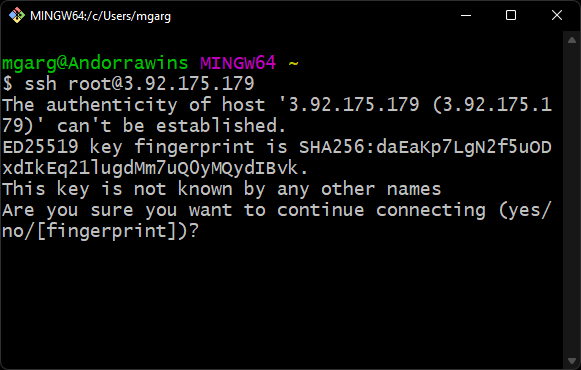 MINGW64:/c/Users/mgarg
mgarg@Andorrawins MINGW64 ~
$ ssh root@3.92.175.179
The authenticity of host '3.92.175.179 (3.92.175.1
79)' can't be established.
ED25519 key fingerprint is SHA256:daEaKp7LgN2f5uOD
xdIkEq21lugdMm7uQ0yMQydIBvk.
This key is not known by any other names
Are you sure you want to continue connecting (yes/
no/[fingerprint])?